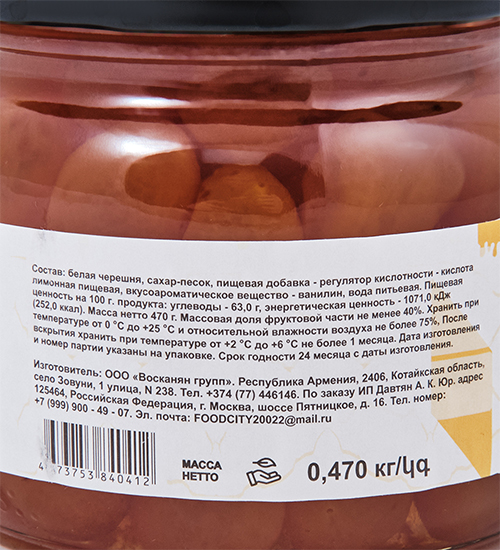 Состав: белая черешня, сахар-песок, пищевая добавка - регулятор кислотности - кислота
лимонная пищевая, вкусоароматическое вещество - ванилин, вода питьевая. Пищевая
ценность на 100 г. продукта: углеводы - 63,0 г, энергетическая ценность - 1071,0 кДж
(252,0 ккал). Масса нетто 470 г. Массовая доля фруктовой части не менее 40%. Хранить при
температуре от 0 °С до +25 °С и относительной влажности воздуха не более 75%, После
вскрытия хранить при температуре от +2 °С до +6 °С не более 1 месяца. Дата изготовления
и номер партии указаны на упаковке. Срок годности 24 месяца с даты изготовления.
Изготовитель: ООО «Восканян групп». Республика Армения, 2406, Котайкская область,
село Зовуни, 1 улица, N 238. Тел. +374 (77) 446146. По заказу ИП Давтян А. К. Юр. адрес
125464, Российская Федерация, г. Москва, шоссе Пятницкое, д. 16. Тел. номер:
+7 (999) 900 - 49 - 07. Эл. почта: FOODCITY20022@mail.ru
4 73753 840412
МАССА
НЕТТО
0,470 кг/կգ